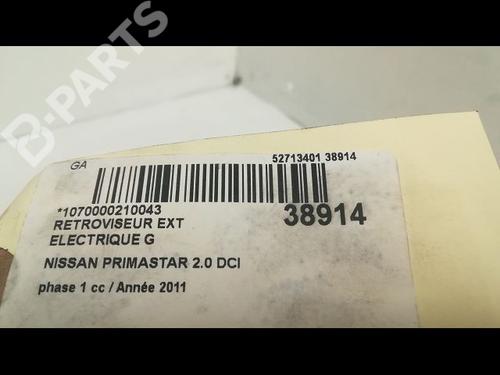 B-PARTS
GA
52713401 38914
*1070000210043
38914
RETROVISEUR EXT
ELECTRIQUE G
NISSAN PRIMASTAR 2.0 DCI
phase 1 cc / Année 2011